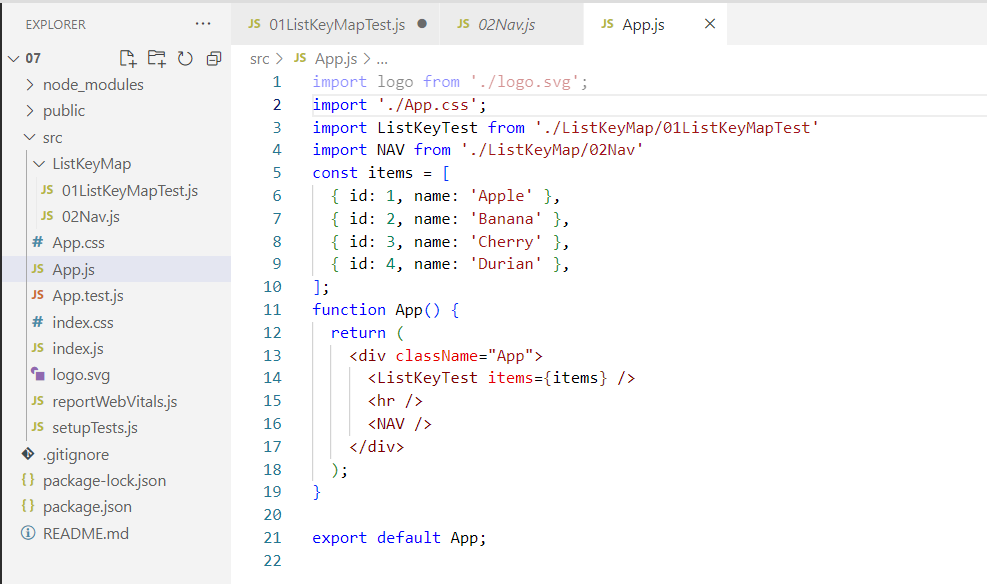 EXPLORER
...
07
node_modules
public
src
ListKeyMap
JS 01ListKeyMapTest.js
JS 02Nav.js
# App.css
JS App.js
JS App.test.js
# index.css
JS index.js
logo.svg
JS reportWebVitals.js
JS setupTests.js
.gitignore
{} package-lock.json
{} package.json
README.md
JS 01ListKeyMapTest.js
JS 02Nav.js
JS App.js
src > JS App.js > ...
1 import logo from './logo.svg';
2 import './App.css';
3 import ListKeyTest from './ListKeyMap/01ListKeyMapTest'
4 import NAV from './ListKeyMap/02Nav'
5 const items = [
6 { id: 1, name: 'Apple' },
7 { id: 2, name: 'Banana' },
8 { id: 3, name: 'Cherry' },
9 { id: 4, name: 'Durian' },
10 ];
11 function App() {
12 return (
13 <div className="App">
14 <ListKeyTest items={items} />
15 <hr />
16 <NAV />
17 </div>
18 );
19 }
20
21 export default App;
22